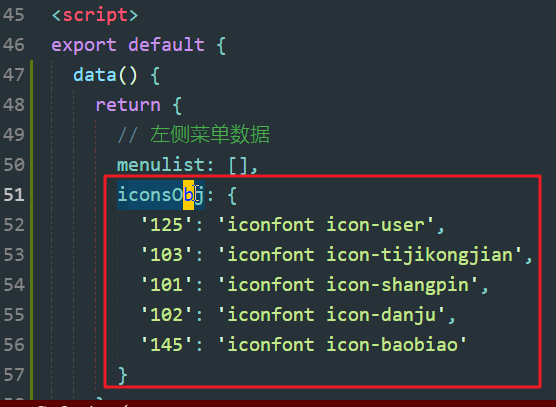 45 <script>
46 export default {
47 data() {
48 return {
49 // 左侧菜单数据
50 menulist: [],
51 iconsObj: {
52 '125': 'iconfont icon-user',
53 '103': 'iconfont icon-tijikongjian',
54 '101': 'iconfont icon-shangpin',
55 '102': 'iconfont icon-danju',
56 '145': 'iconfont icon-baobiao'
57 }